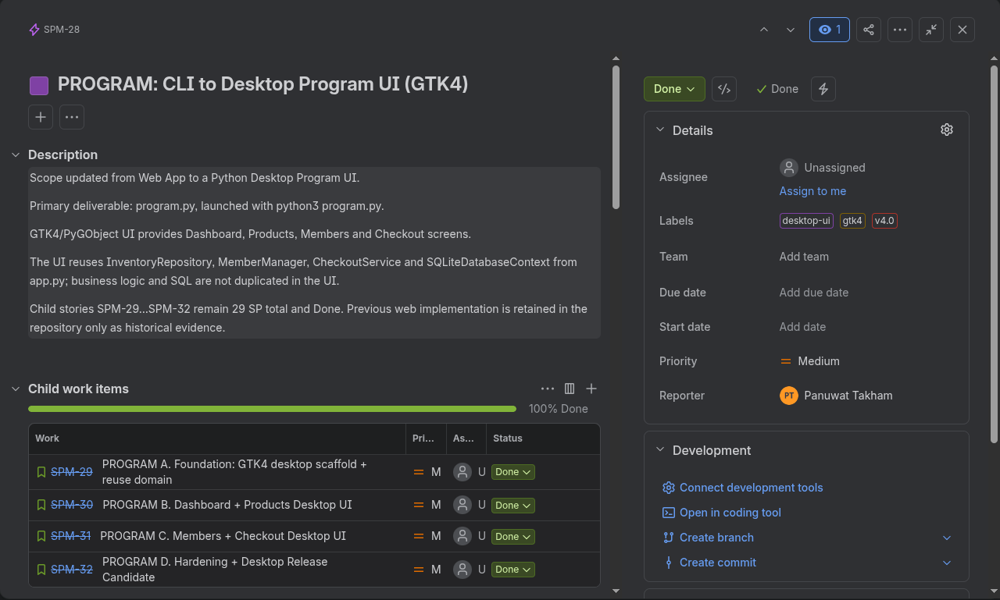 SPM-28
1
PROGRAM: CLI to Desktop Program UI (GTK4)
Description
Scope updated from Web App to a Python Desktop Program UI.
Primary deliverable: program.py, launched with python3 program.py.
GTK4/PyGObject UI provides Dashboard, Products, Members and Checkout screens.
The UI reuses InventoryRepository, MemberManager, CheckoutService and SQLiteDatabaseContext from
app.py; business logic and SQL are not duplicated in the UI.
Child stories SPM-29...SPM-32 remain 29 SP total and Done. Previous web implementation is retained in the
repository only as historical evidence.
Child work items
100% Done
Work Pri... As... Status
SPM-29 PROGRAM A. Foundation: GTK4 desktop scaffold +
reuse domain M U Done
SPM-30 PROGRAM B. Dashboard + Products Desktop UI M U Done
SPM-31 PROGRAM C. Members + Checkout Desktop UI M U Done
SPM-32 PROGRAM D. Hardening + Desktop Release
Candidate M U Done
Done Done
Details
Assignee Unassigned
Assign to me
Labels desktop-ui gtk4 v4.0
Team Add team
Due date Add due date
Start date Add date
Priority Medium
Reporter PT Panuwat Takham
Development
Connect development tools
Open in coding tool
Create branch
Create commit